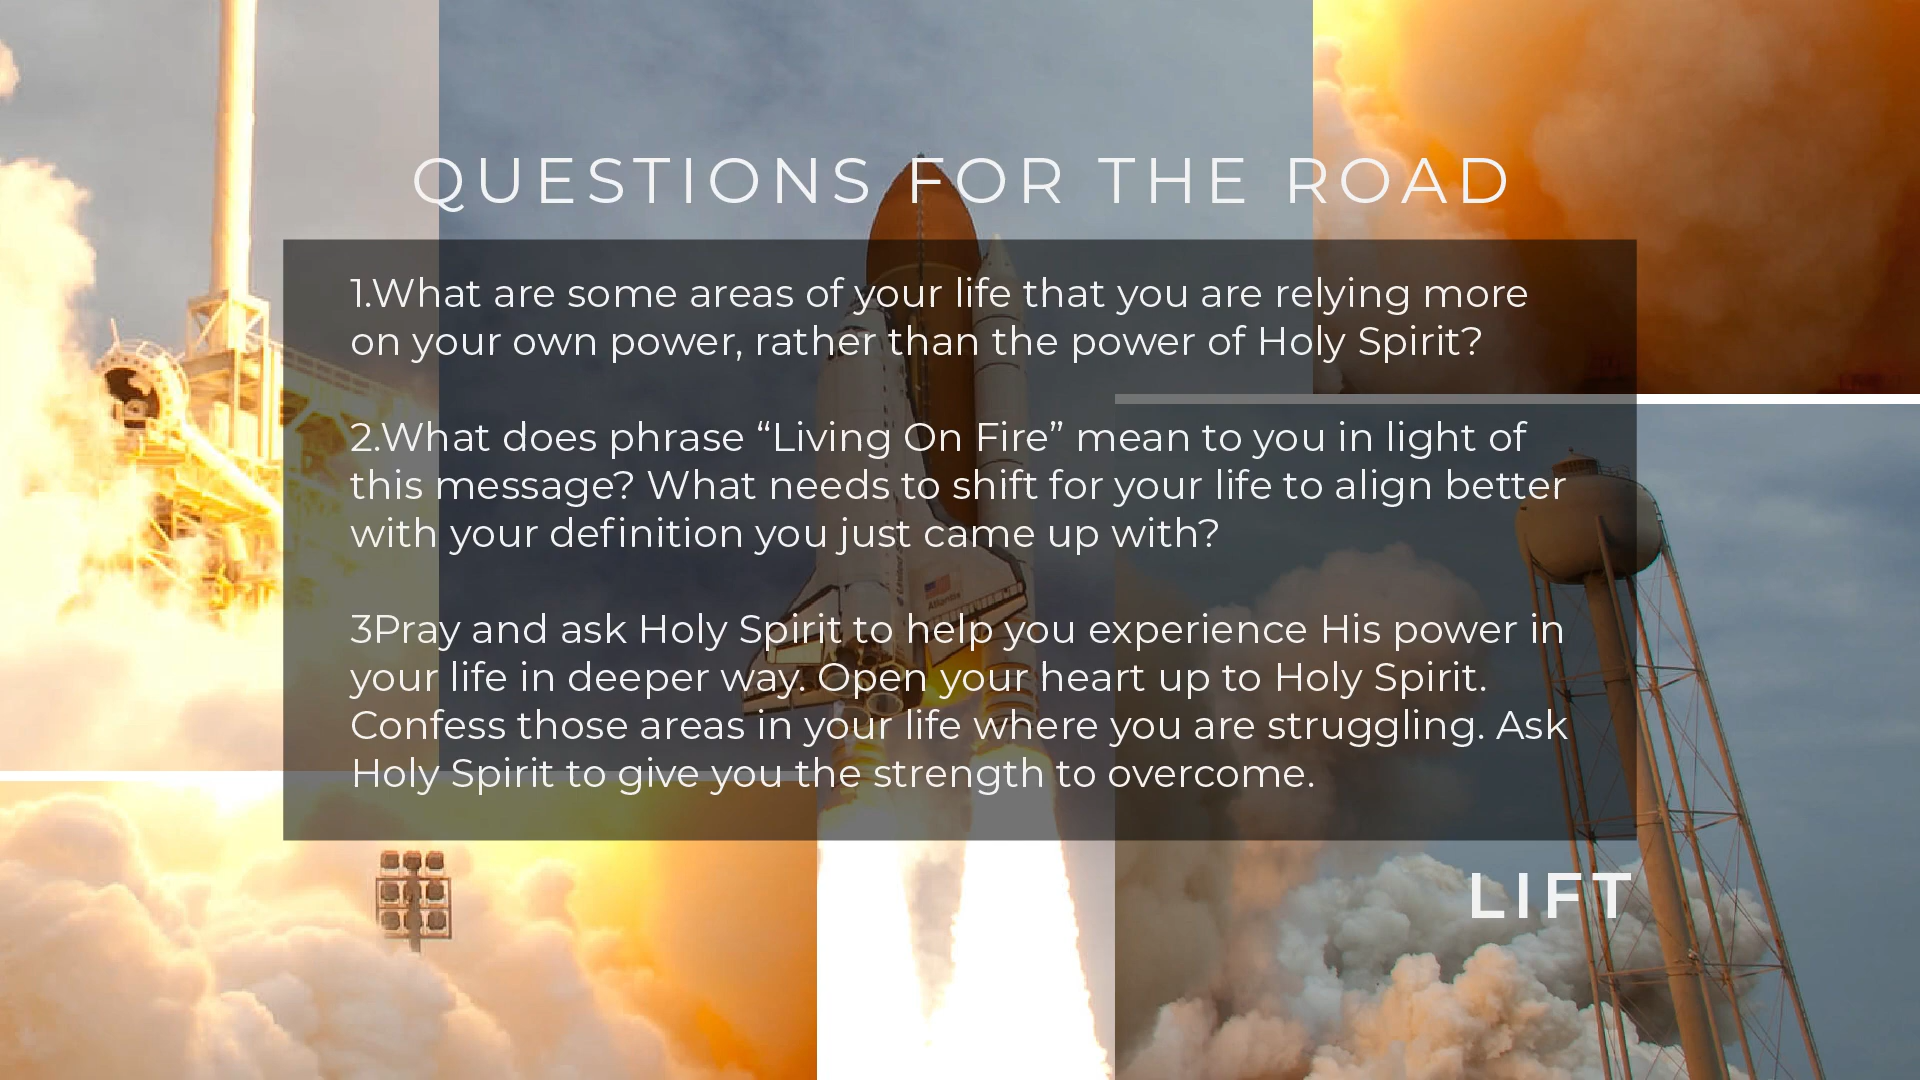 QUESTIONS FOR THE ROAD
1.What are some areas of your life that you are relying more
on your own power, rather than the power of Holy Spirit?
2.What does phrase “Living On Fire” mean to you in light of
this message? What needs to shift for your life to align better
with your definition you just came up with?
3Pray and ask Holy Spirit to help you experience His power in
your life in deeper way. Open your heart up to Holy Spirit.
Confess those areas in your life where you are struggling. Ask
Holy Spirit to give you the strength to overcome.
United
Atlantis
LIFT